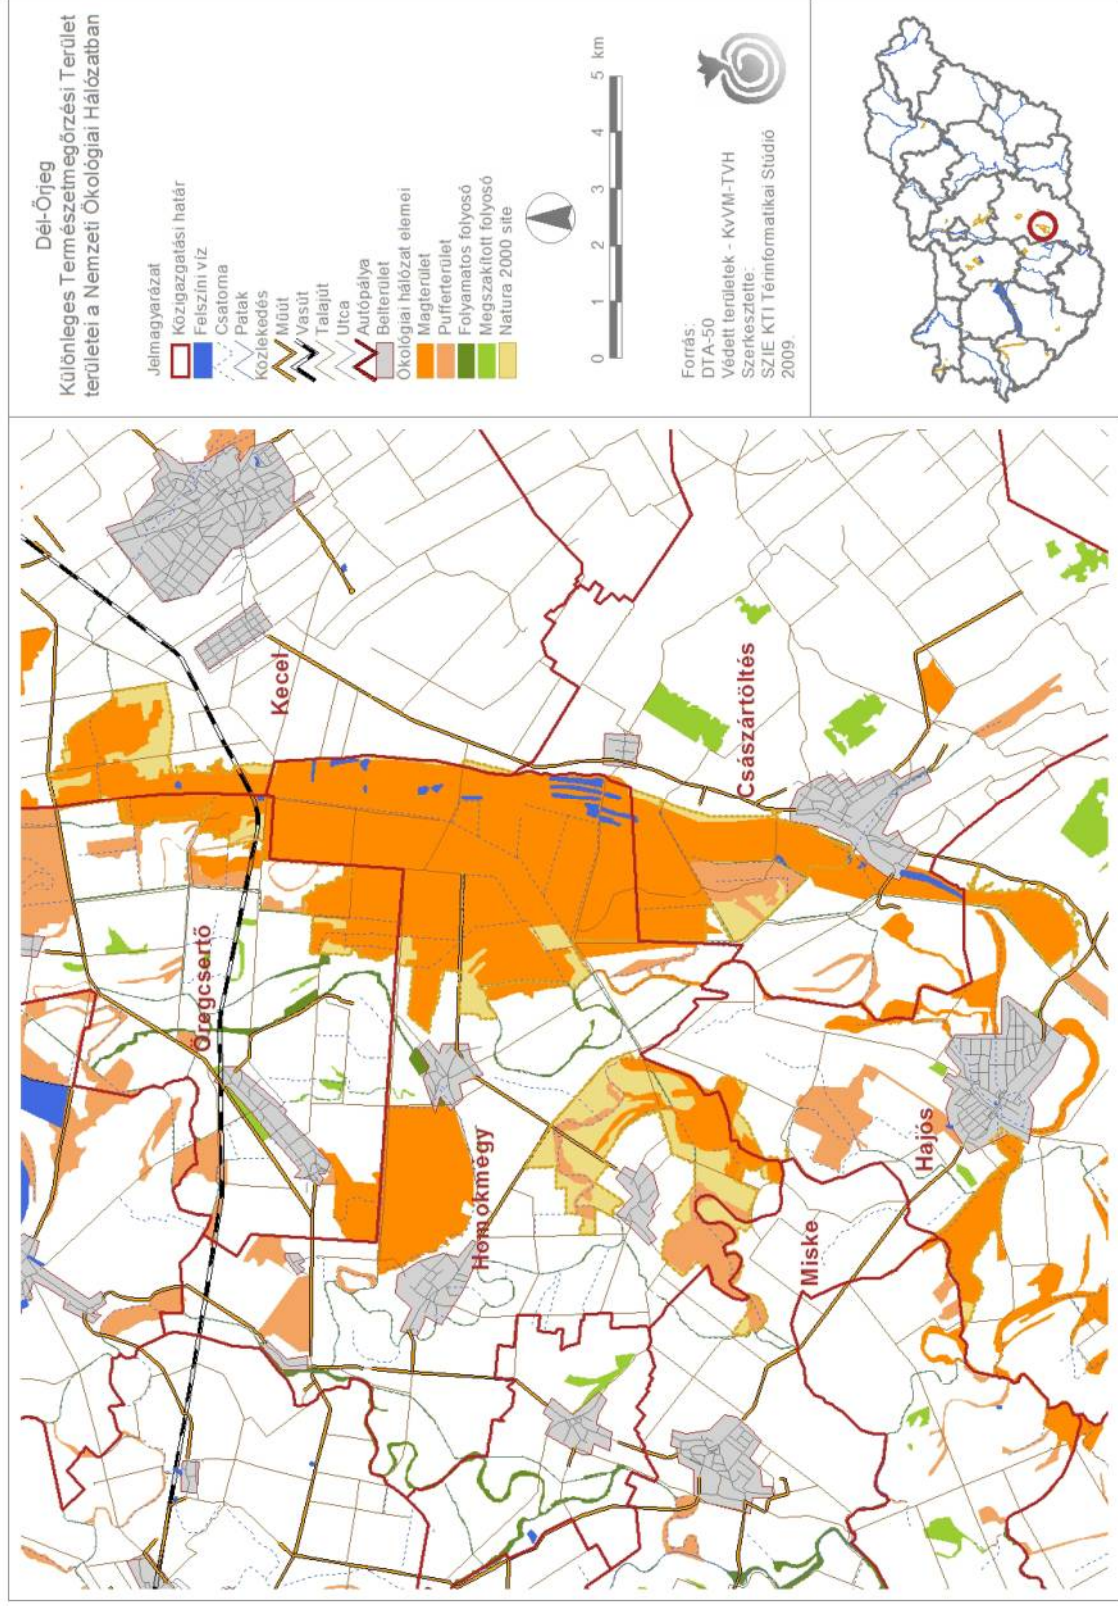 Dél-Őrjeg
Különleges Természetmegőrzési Terület
területei a Nemzeti Ökológiai Hálózatban
Jelmagyarázat
Közigazgatási határ
Felszíni víz
Csatorna
Patak
Közlekedés
Műút
Vasút
Talajút
Utca
Autópálya
Belterület
Ökológiai hálózat elemei
Magterület
Pufferterület
Folyamatos folyosó
Megszakított folyosó
Natura 2000 site
0 1 2 3 4 5 km
Forrás:
DTA-50
Védett területek - KvVM-TVH
Szerkesztette:
SZIE KTI Térinformatikai Stúdió
2009.
Kecel
Öregcsertő
Homokmégy
Császártöltés
Hajós
Miske